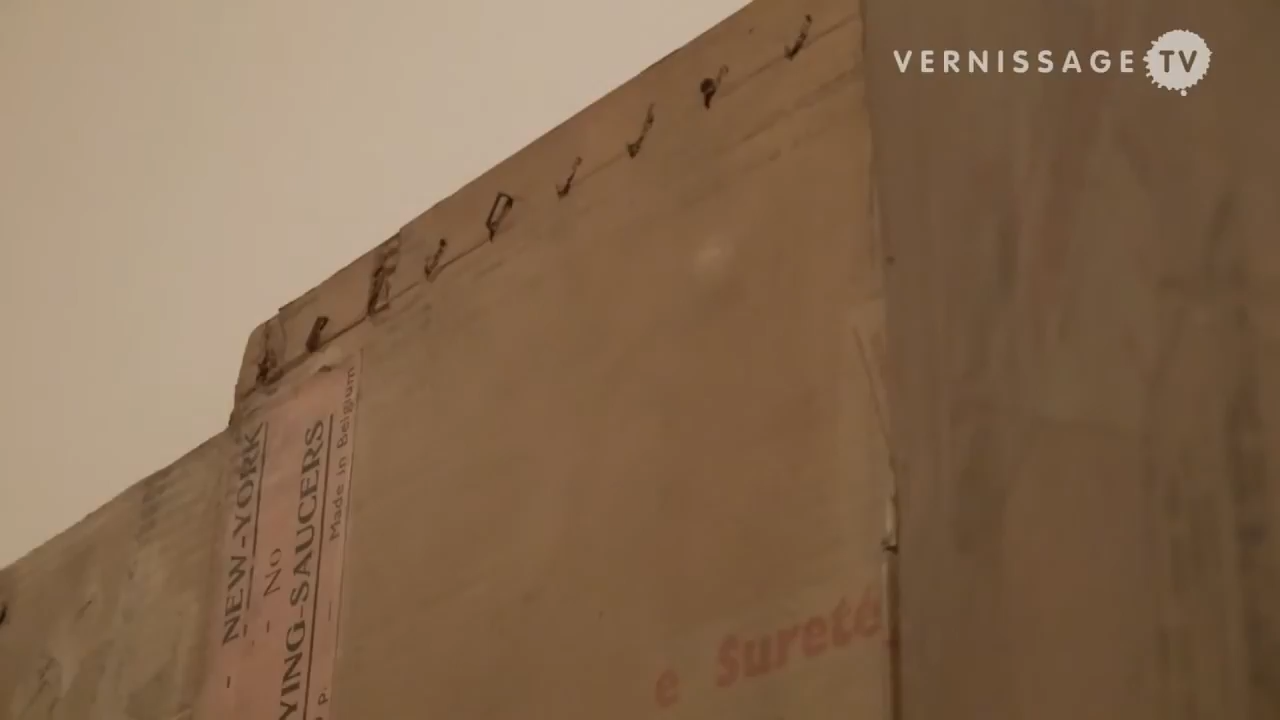 VERNISSAGE TV
- NEW-YORK
- No
YING-SAUCERS
P. - Made in Belgium
e Sureté